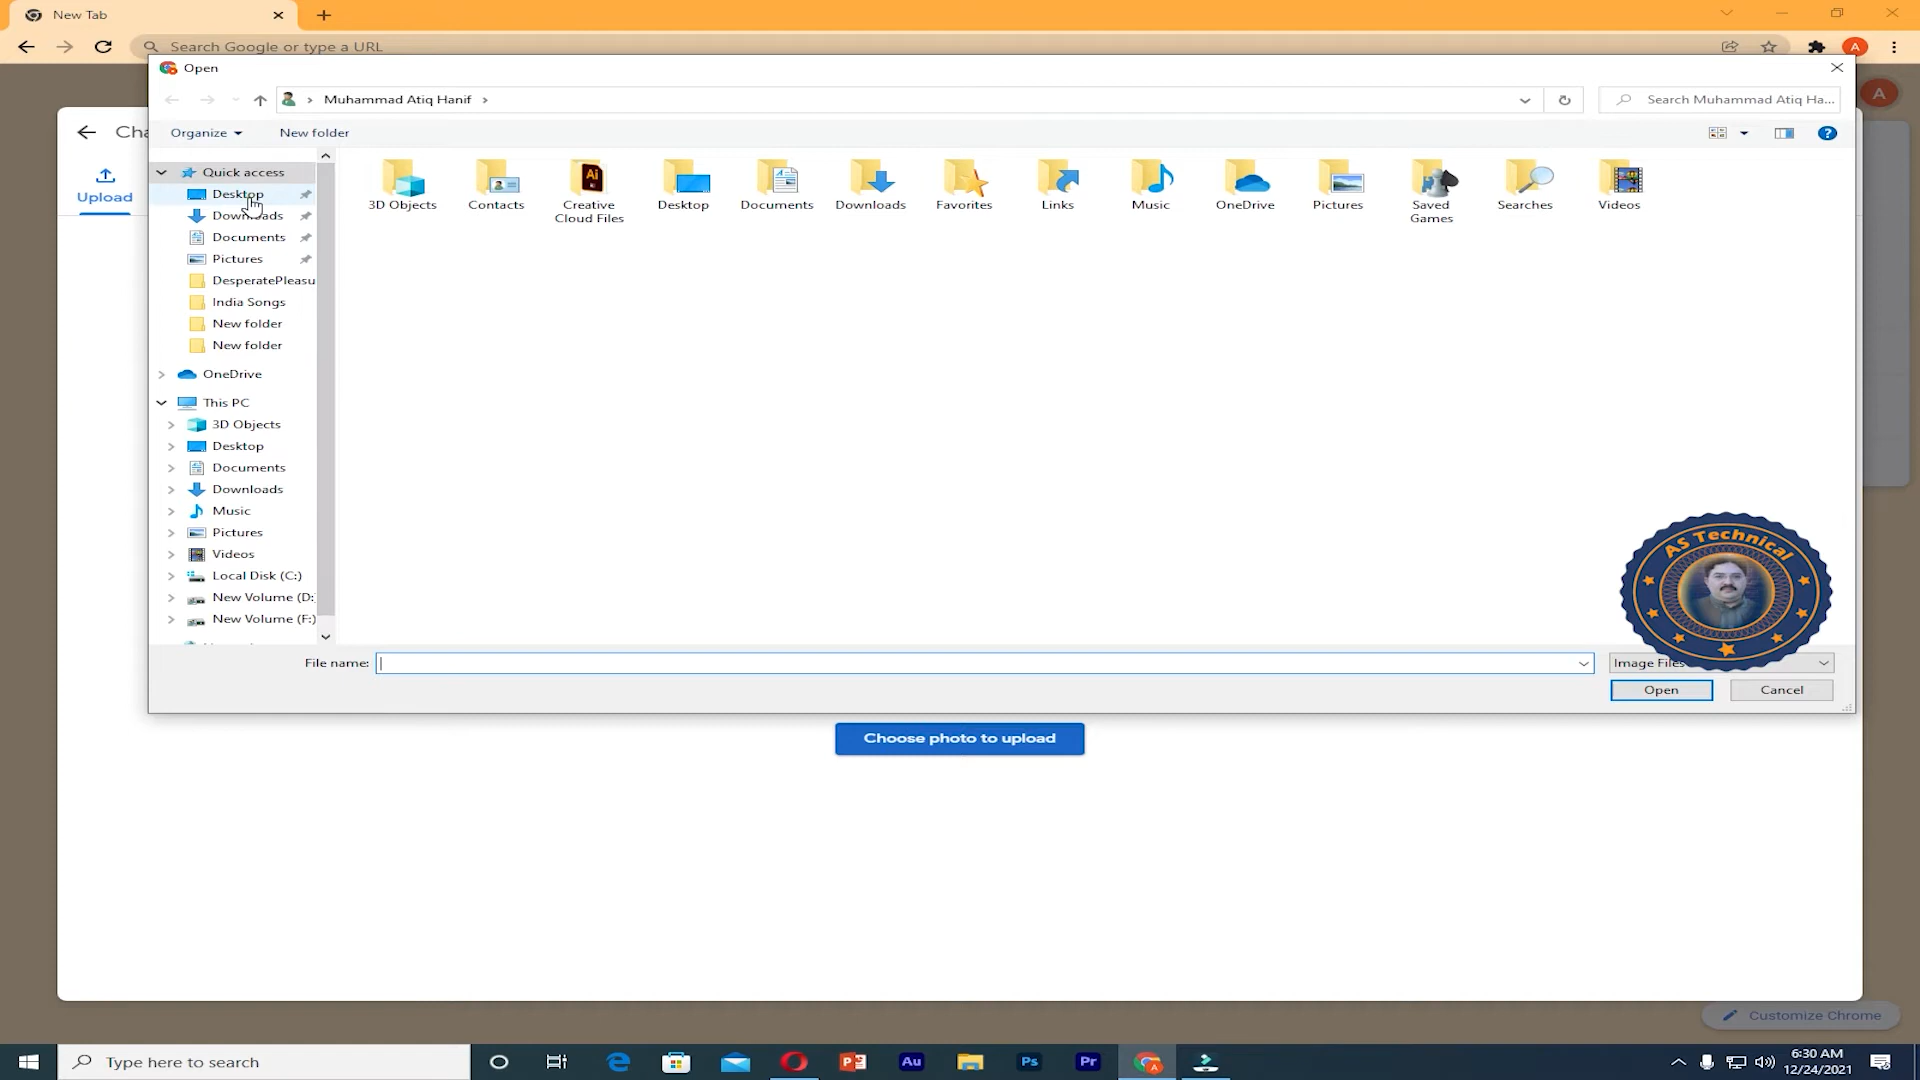 New Tab
Search Google or type a URL
A
Open
Muhammad Atiq Hanif
Search Muhammad Atiq Ha...
A
Cha
Organize
New folder
Upload
Quick access
Desktop
Downloads
Documents
Pictures
DesperatePleasu
India Songs
New folder
New folder
OneDrive
This PC
3D Objects
Desktop
Documents
Downloads
Music
Pictures
Videos
Local Disk (C:)
New Volume (D:
New Volume (F:)
3D Objects
Contacts
Ai
Creative
Cloud Files
Desktop
Documents
Downloads
Favorites
Links
Music
OneDrive
Pictures
Saved
Games
Searches
Videos
AS Technical
File name:
Image Files
Open
Cancel
Choose photo to upload
Customize Chrome
Type here to search
Au
Ps
Pr
A
6:30 AM
12/24/2021